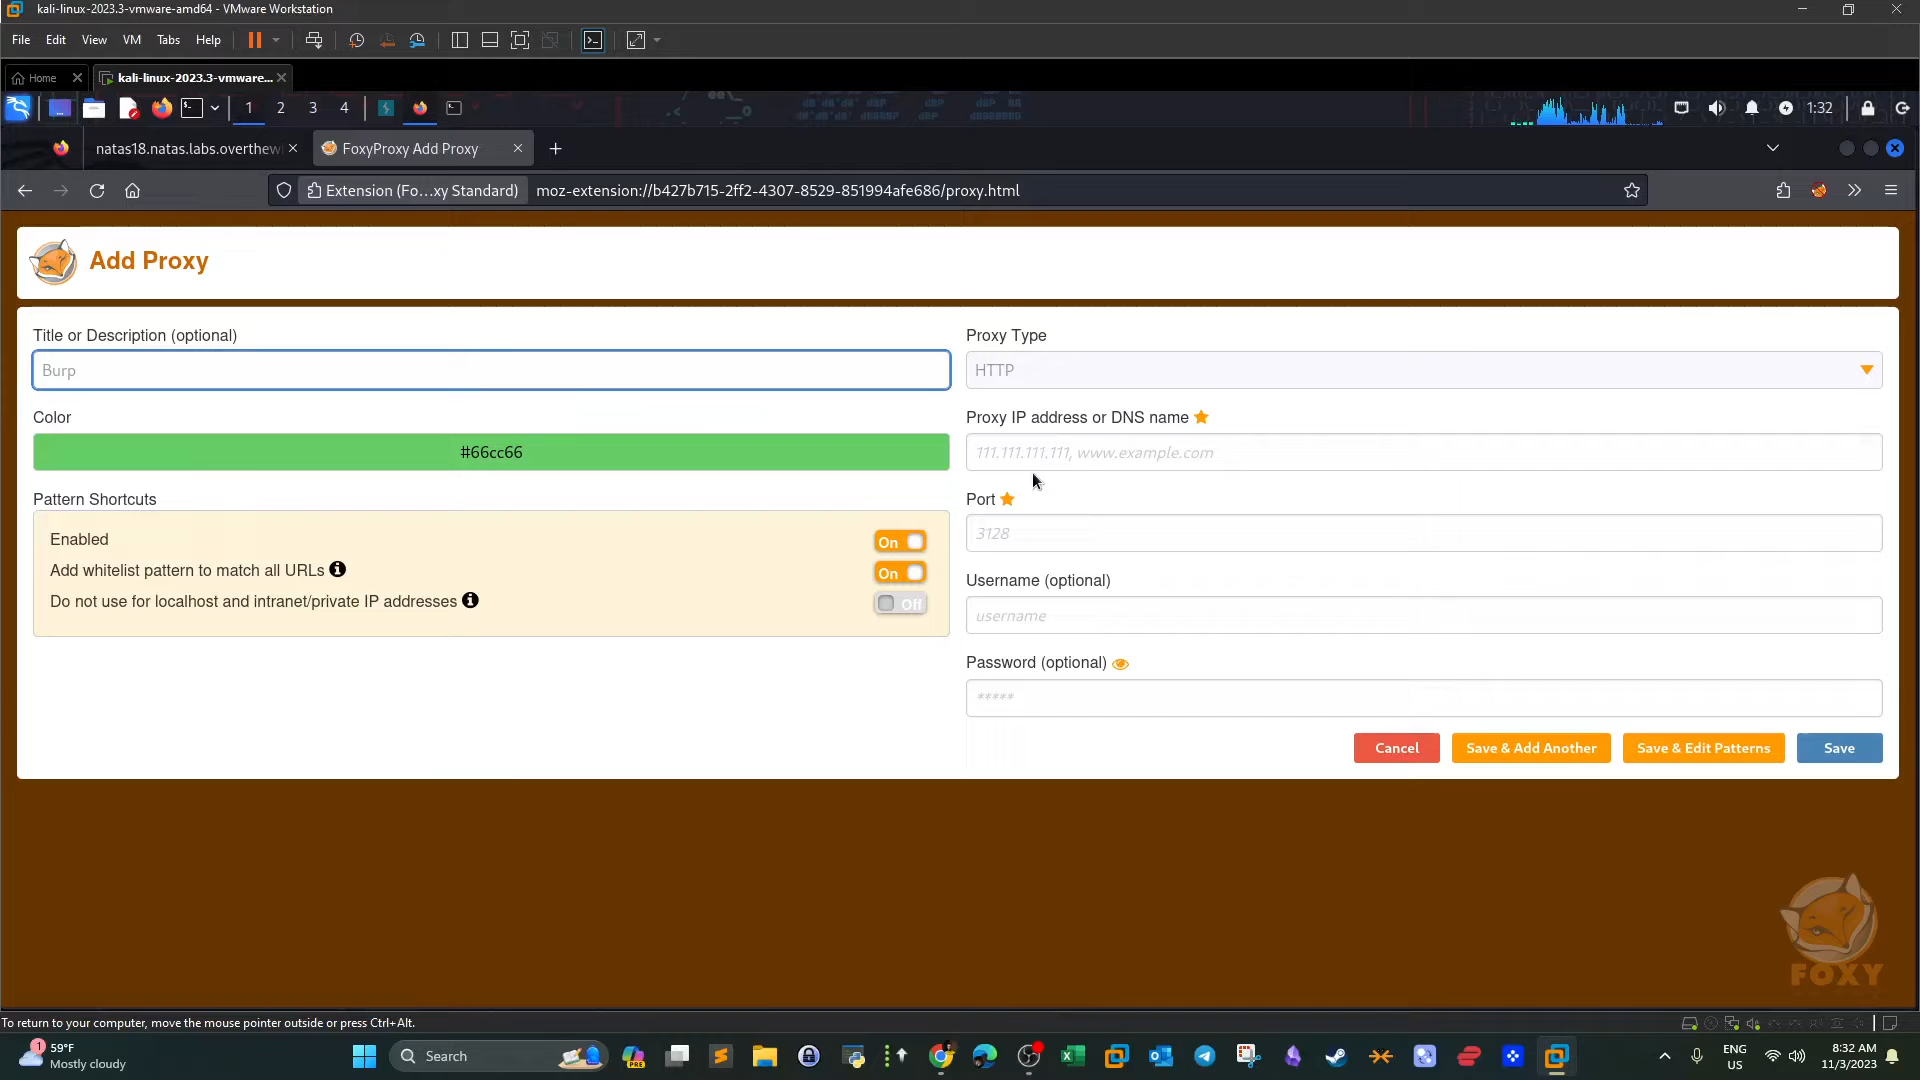 kali-linux-2023.3-vmware-amd64 - VMware Workstation
File Edit View VM Tabs Help
Home kali-linux-2023.3-vmware...
1 2 3 4 1:32
natas18.natas.labs.overthew FoxyProxy Add Proxy
Extension (Fo...xy Standard) moz-extension://b427b715-2ff2-4307-8529-851994afe686/proxy.html
Add Proxy
Title or Description (optional)
Burp
Color
#66cc66
Pattern Shortcuts
Enabled On
Add whitelist pattern to match all URLs On
Do not use for localhost and intranet/private IP addresses Off
Proxy Type
HTTP
Proxy IP address or DNS name
111.111.111.111, www.example.com
Port
3128
Username (optional)
username
Password (optional)
*****
Cancel Save & Add Another Save & Edit Patterns Save
FOXY
To return to your computer, move the mouse pointer outside or press Ctrl+Alt.
1 59°F
Mostly cloudy
Search
PRE
ENG
US
8:32 AM
11/3/2023